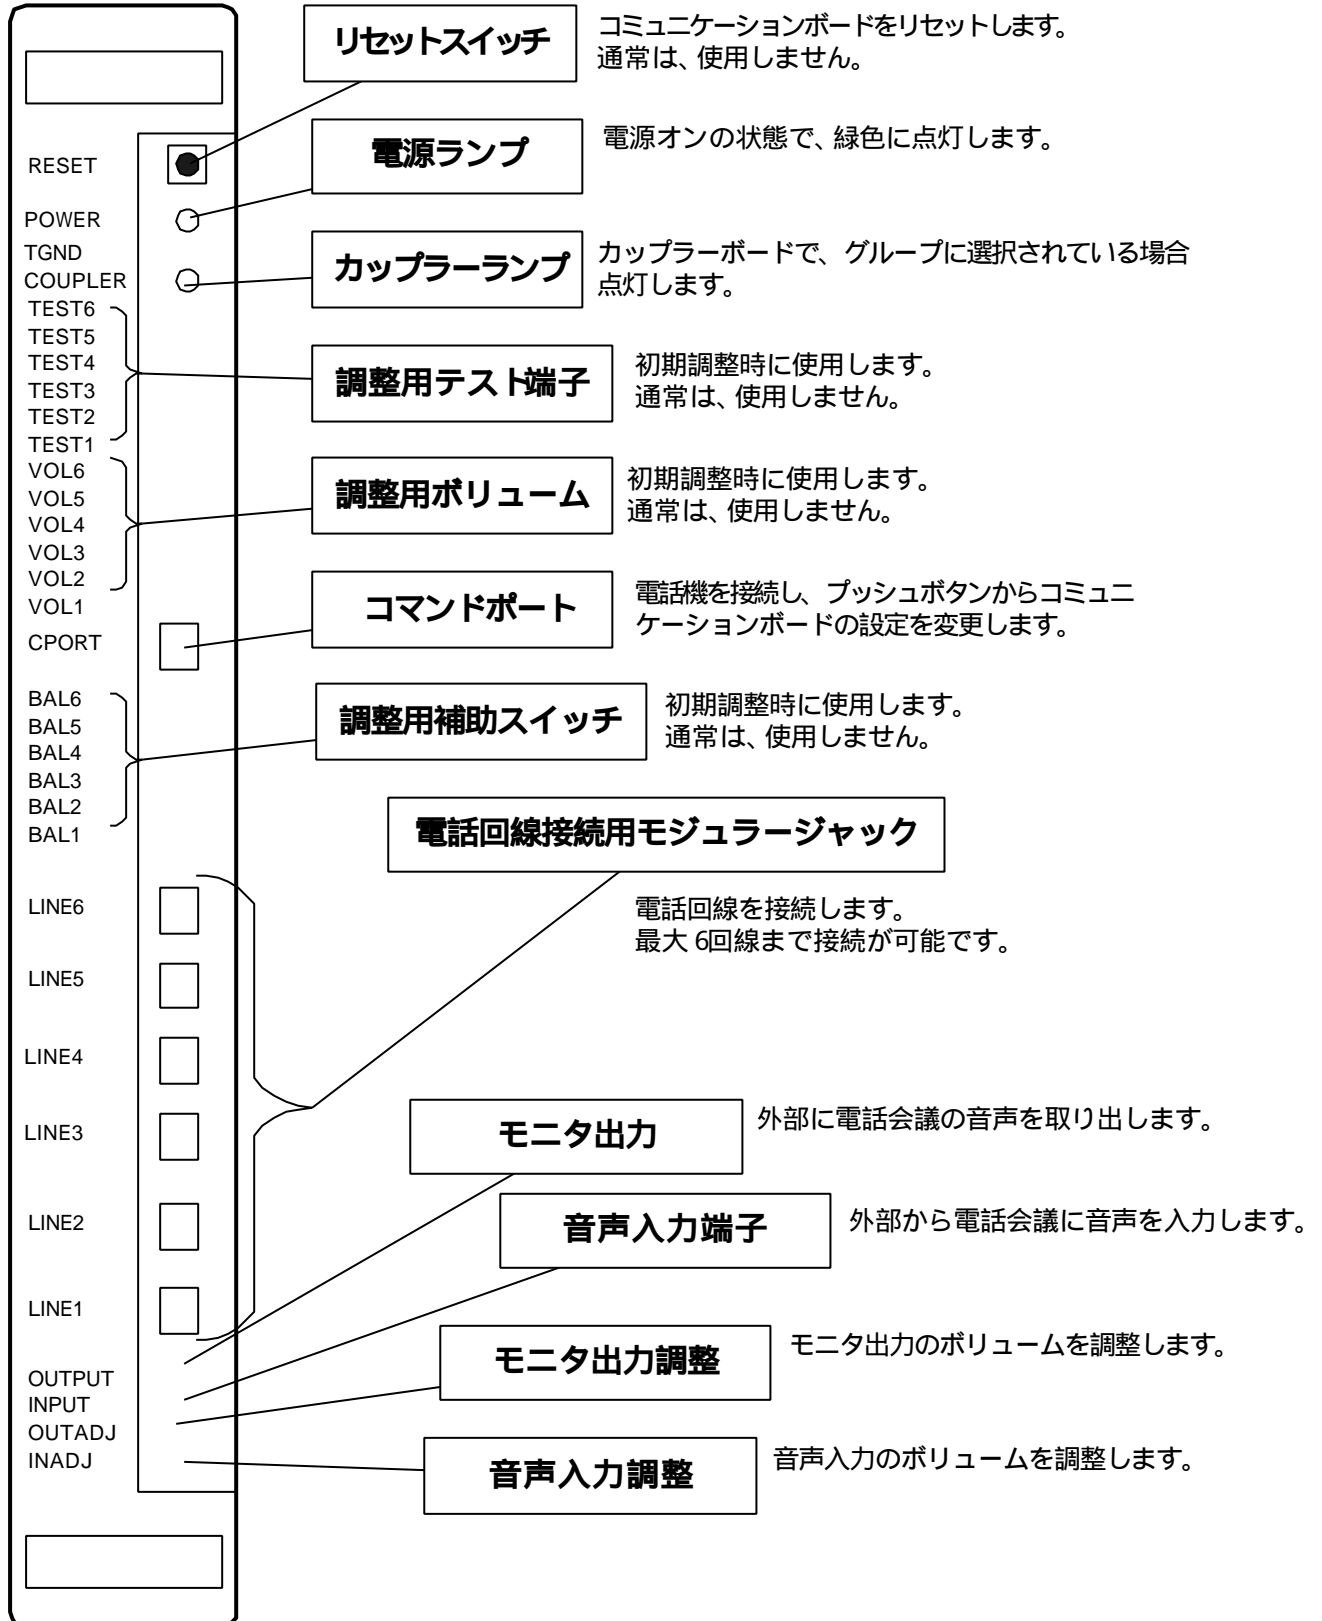 リセットスイッチ
コミュニケーションボードをリセットします。
通常は、使用しません。
RESET
電源ランプ
電源オンの状態で、緑色に点灯します。
POWER
TGND
COUPLER
カップラーランプ
カップラーボードで、グループに選択されている場合
点灯します。
TEST6
TEST5
TEST4
TEST3
TEST2
TEST1
調整用テスト端子
初期調整時に使用します。
通常は、使用しません。
VOL6
VOL5
VOL4
VOL3
VOL2
VOL1
調整用ボリューム
初期調整時に使用します。
通常は、使用しません。
CPORT
コマンドポート
電話機を接続し、プッシュボタンからコミュニ
ケーションボードの設定を変更します。
BAL6
BAL5
BAL4
BAL3
BAL2
BAL1
調整用補助スイッチ
初期調整時に使用します。
通常は、使用しません。
電話回線接続用モジュラージャック
電話回線を接続します。
最大 6回線まで接続が可能です。
LINE6
LINE5
LINE4
LINE3
LINE2
LINE1
モニタ出力
外部に電話会議の音声を取り出します。
音声入力端子
外部から電話会議に音声を入力します。
モニタ出力調整
モニタ出力のボリュームを調整します。
OUTPUT
INPUT
OUTADJ
INADJ
音声入力調整
音声入力のボリュームを調整します。